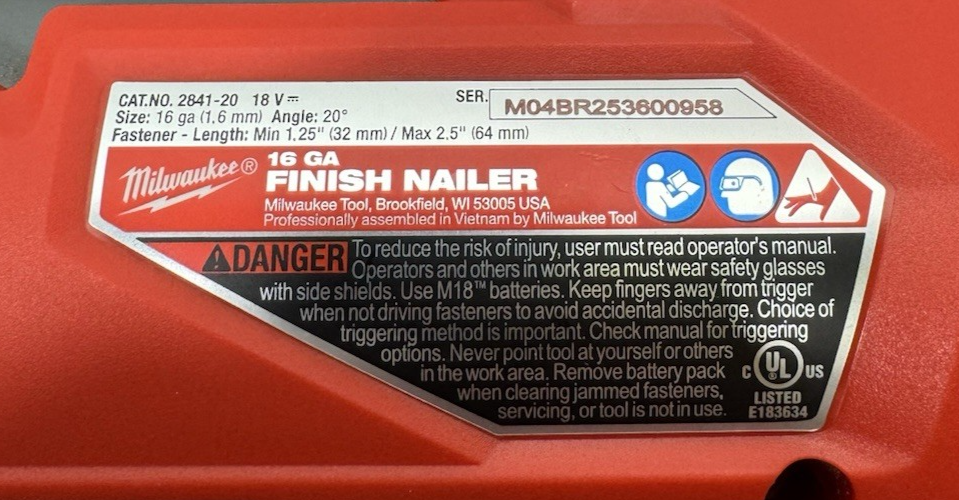 CAT.NO. 2841-20 18 V⎓
SER. M04BR253600958
Size: 16 ga (1,6 mm) Angle: 20°
Fastener - Length: Min 1.25" (32 mm) / Max 2.5" (64 mm)
Milwaukee®
16 GA
FINISH NAILER
Milwaukee Tool, Brookfield, WI 53005 USA
Professionally assembled in Vietnam by Milwaukee Tool
DANGER To reduce the risk of injury, user must read operator's manual.
Operators and others in work area must wear safety glasses
with side shields. Use M18™ batteries. Keep fingers away from trigger
when not driving fasteners to avoid accidental discharge. Choice of
triggering method is important. Check manual for triggering
options. Never point tool at yourself or others
in the work area. Remove battery pack
when clearing jammed fasteners,
servicing, or tool is not in use.
C UL US
LISTED
E183634